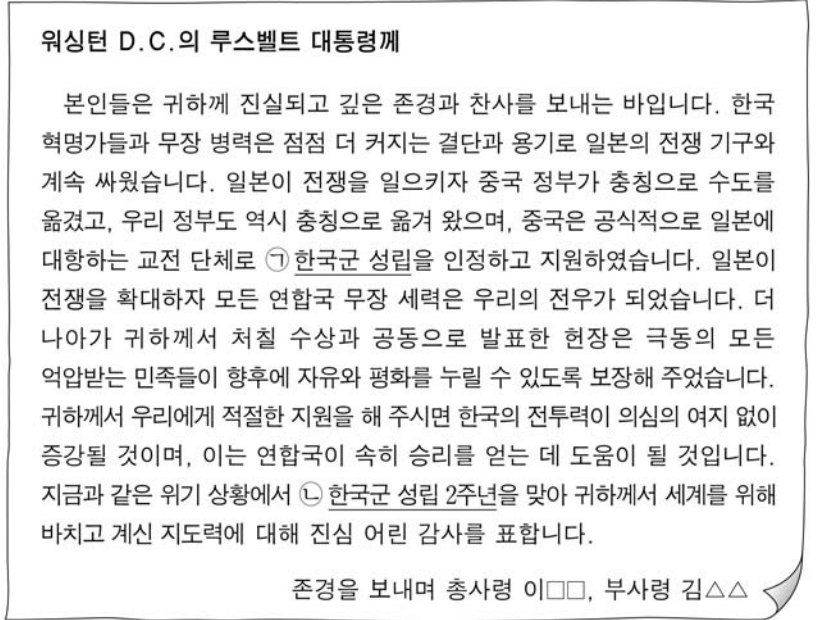 워싱턴 D.C.의 루스벨트 대통령께
본인들은 귀하께 진실되고 깊은 존경과 찬사를 보내는 바입니다. 한국
혁명가들과 무장 병력은 점점 더 커지는 결단과 용기로 일본의 전쟁 기구와
계속 싸웠습니다. 일본이 전쟁을 일으키자 중국 정부가 충칭으로 수도를
옮겼고, 우리 정부도 역시 충칭으로 옮겨 왔으며, 중국은 공식적으로 일본에
대항하는 교전 단체로 ㉠한국군 성립을 인정하고 지원하였습니다. 일본이
전쟁을 확대하자 모든 연합국 무장 세력은 우리의 전우가 되었습니다. 더
나아가 귀하께서 처칠 수상과 공동으로 발표한 헌장은 극동의 모든
억압받는 민족들이 향후에 자유와 평화를 누릴 수 있도록 보장해 주었습니다.
귀하께서 우리에게 적절한 지원을 해 주시면 한국의 전투력이 의심의 여지 없이
증강될 것이며, 이는 연합국이 속히 승리를 얻는 데 도움이 될 것입니다.
지금과 같은 위기 상황에서 ㉡한국군 성립 2주년을 맞아 귀하께서 세계를 위해
바치고 계신 지도력에 대해 진심 어린 감사를 표합니다.
존경을 보내며 총사령 이□□, 부사령 김△△